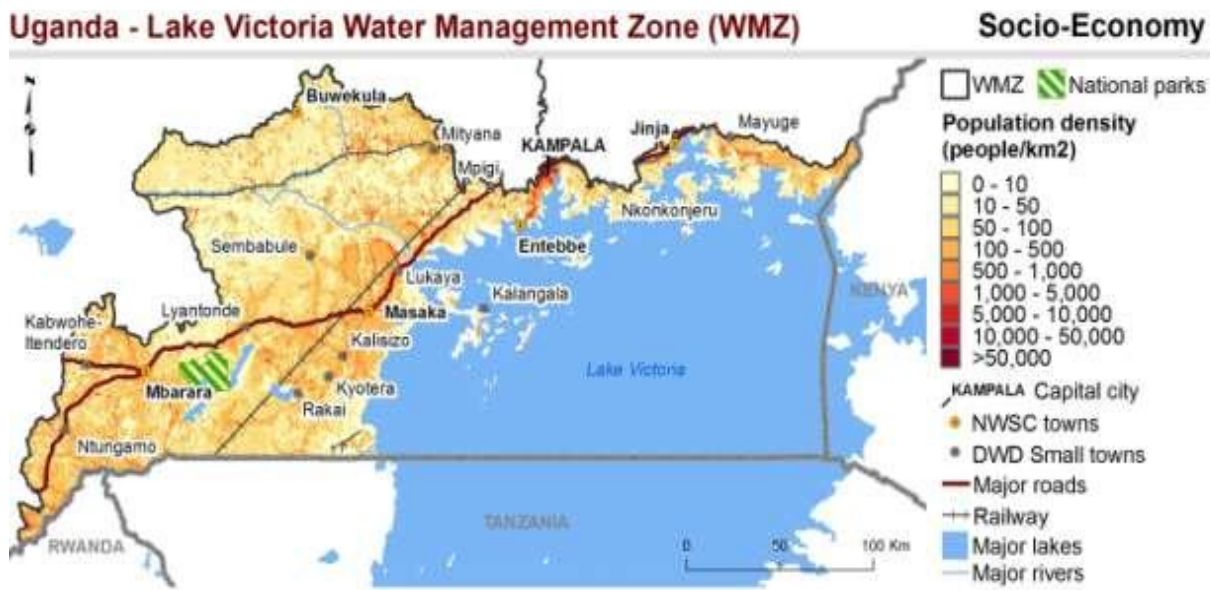 Uganda - Lake Victoria Water Management Zone (WMZ)
Socio-Economy
N
Buwekula
Mityana
Mpigi
KAMPALA
Jinja
Mayuge
Nkonkonjeru
Sembabule
Entebbe
Lukaya
Kalangala
KENYA
Lyantonde
Masaka
Kabwohe-
Itendero
Kalisizo
Lake Victoria
Mbarara
Kyotera
Rakai
Ntungamo
TANZANIA
RWANDA
0 50 100 Km
WMZ National parks
Population density
(people/km2)
0 - 10
10 - 50
50 - 100
100 - 500
500 - 1,000
1,000 - 5,000
5,000 - 10,000
10,000 - 50,000
>50,000
KAMPALA Capital city
NWSC towns
DWD Small towns
Major roads
Railway
Major lakes
Major rivers